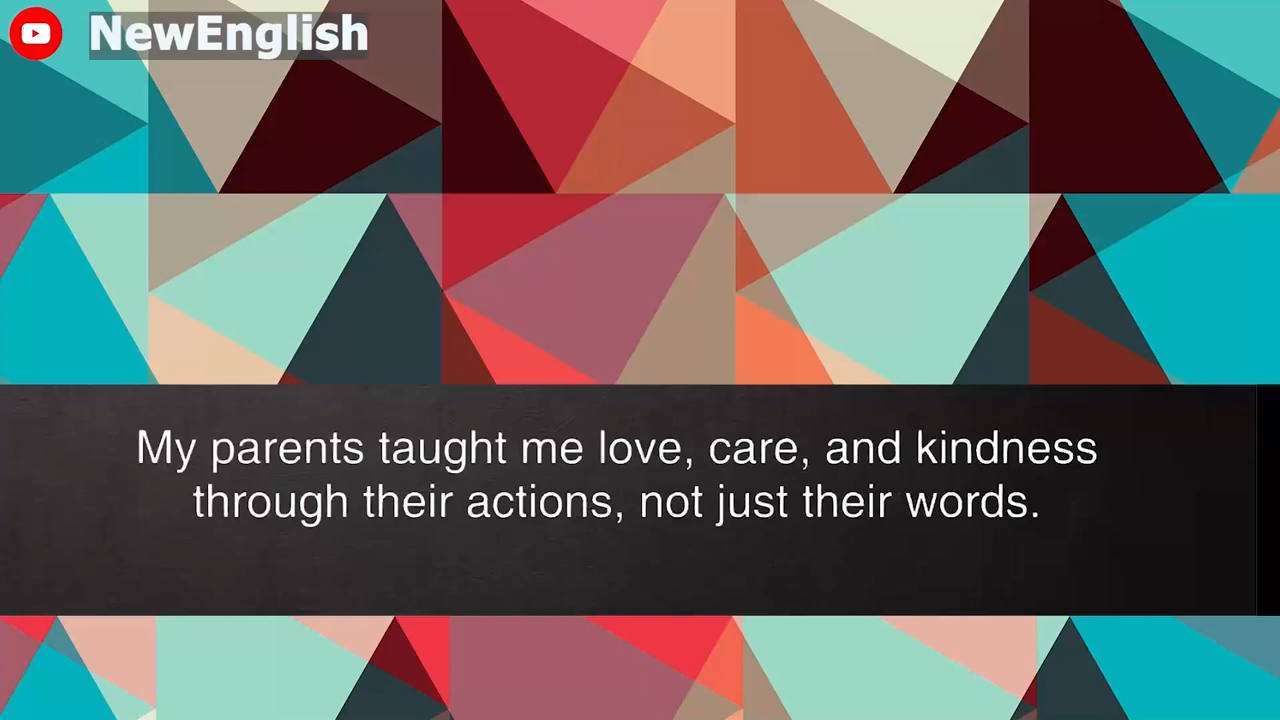 NewEnglish
My parents taught me love, care, and kindness
through their actions, not just their words.